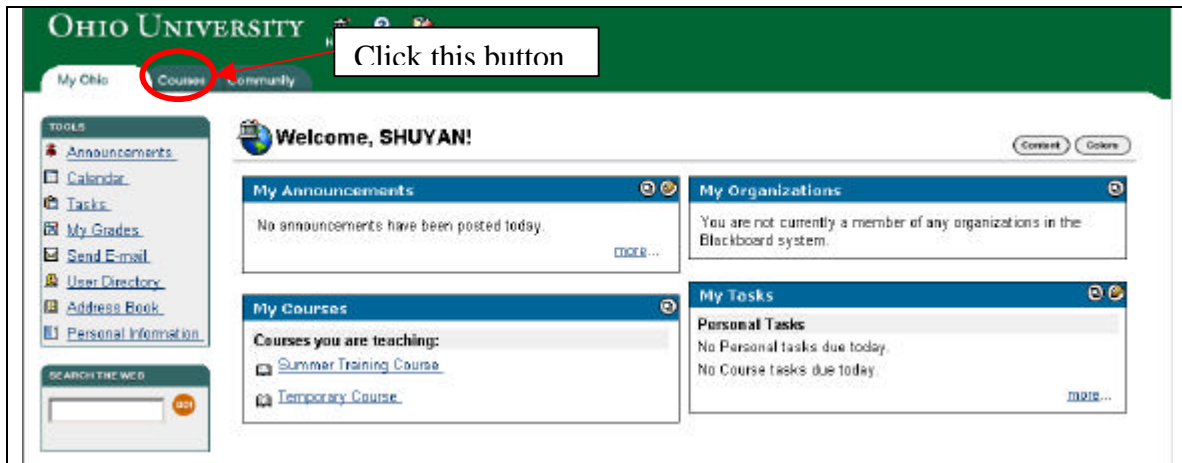 OHIO UNIVERSITY
Click this button
My Ohio Courses Community
TOOLS
Announcements
Calendar
Tasks
My Grades
Send E-mail
User Directory
Address Book
Personal Information
SEARCH THE WEB
GO!
Welcome, SHUYAN!
Content Colors
My Announcements
No announcements have been posted today.
more...
My Courses
Courses you are teaching:
Summer Training Course
Temporary Course
My Organizations
You are not currently a member of any organizations in the
Blackboard system.
My Tasks
Personal Tasks
No Personal tasks due today.
No Course tasks due today.
more...